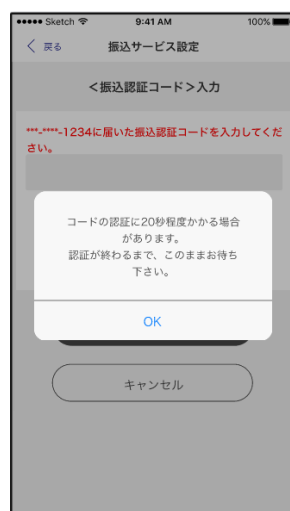 ●●●●● Sketch 9:41 AM 100%
戻る 振込サービス設定
<振込認証コード>入力
***-****-1234に届いた振込認証コードを入力してくだ
さい。
コードの認証に20秒程度かかる場合
があります。
認証が終わるまで、このままお待ち
下さい。
OK
キャンセル